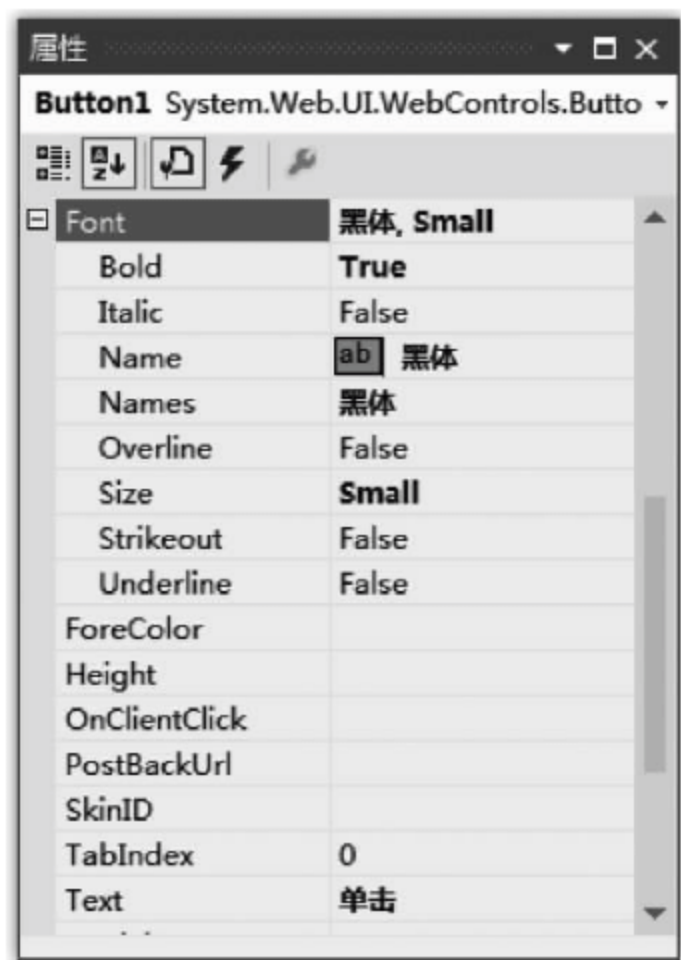 属性
Button1 System.Web.UI.WebControls.Butto
Font 黑体, Small
Bold True
Italic False
Name ab 黑体
Names 黑体
Overline False
Size Small
Strikeout False
Underline False
ForeColor
Height
OnClientClick
PostBackUrl
SkinID
TabIndex 0
Text 单击